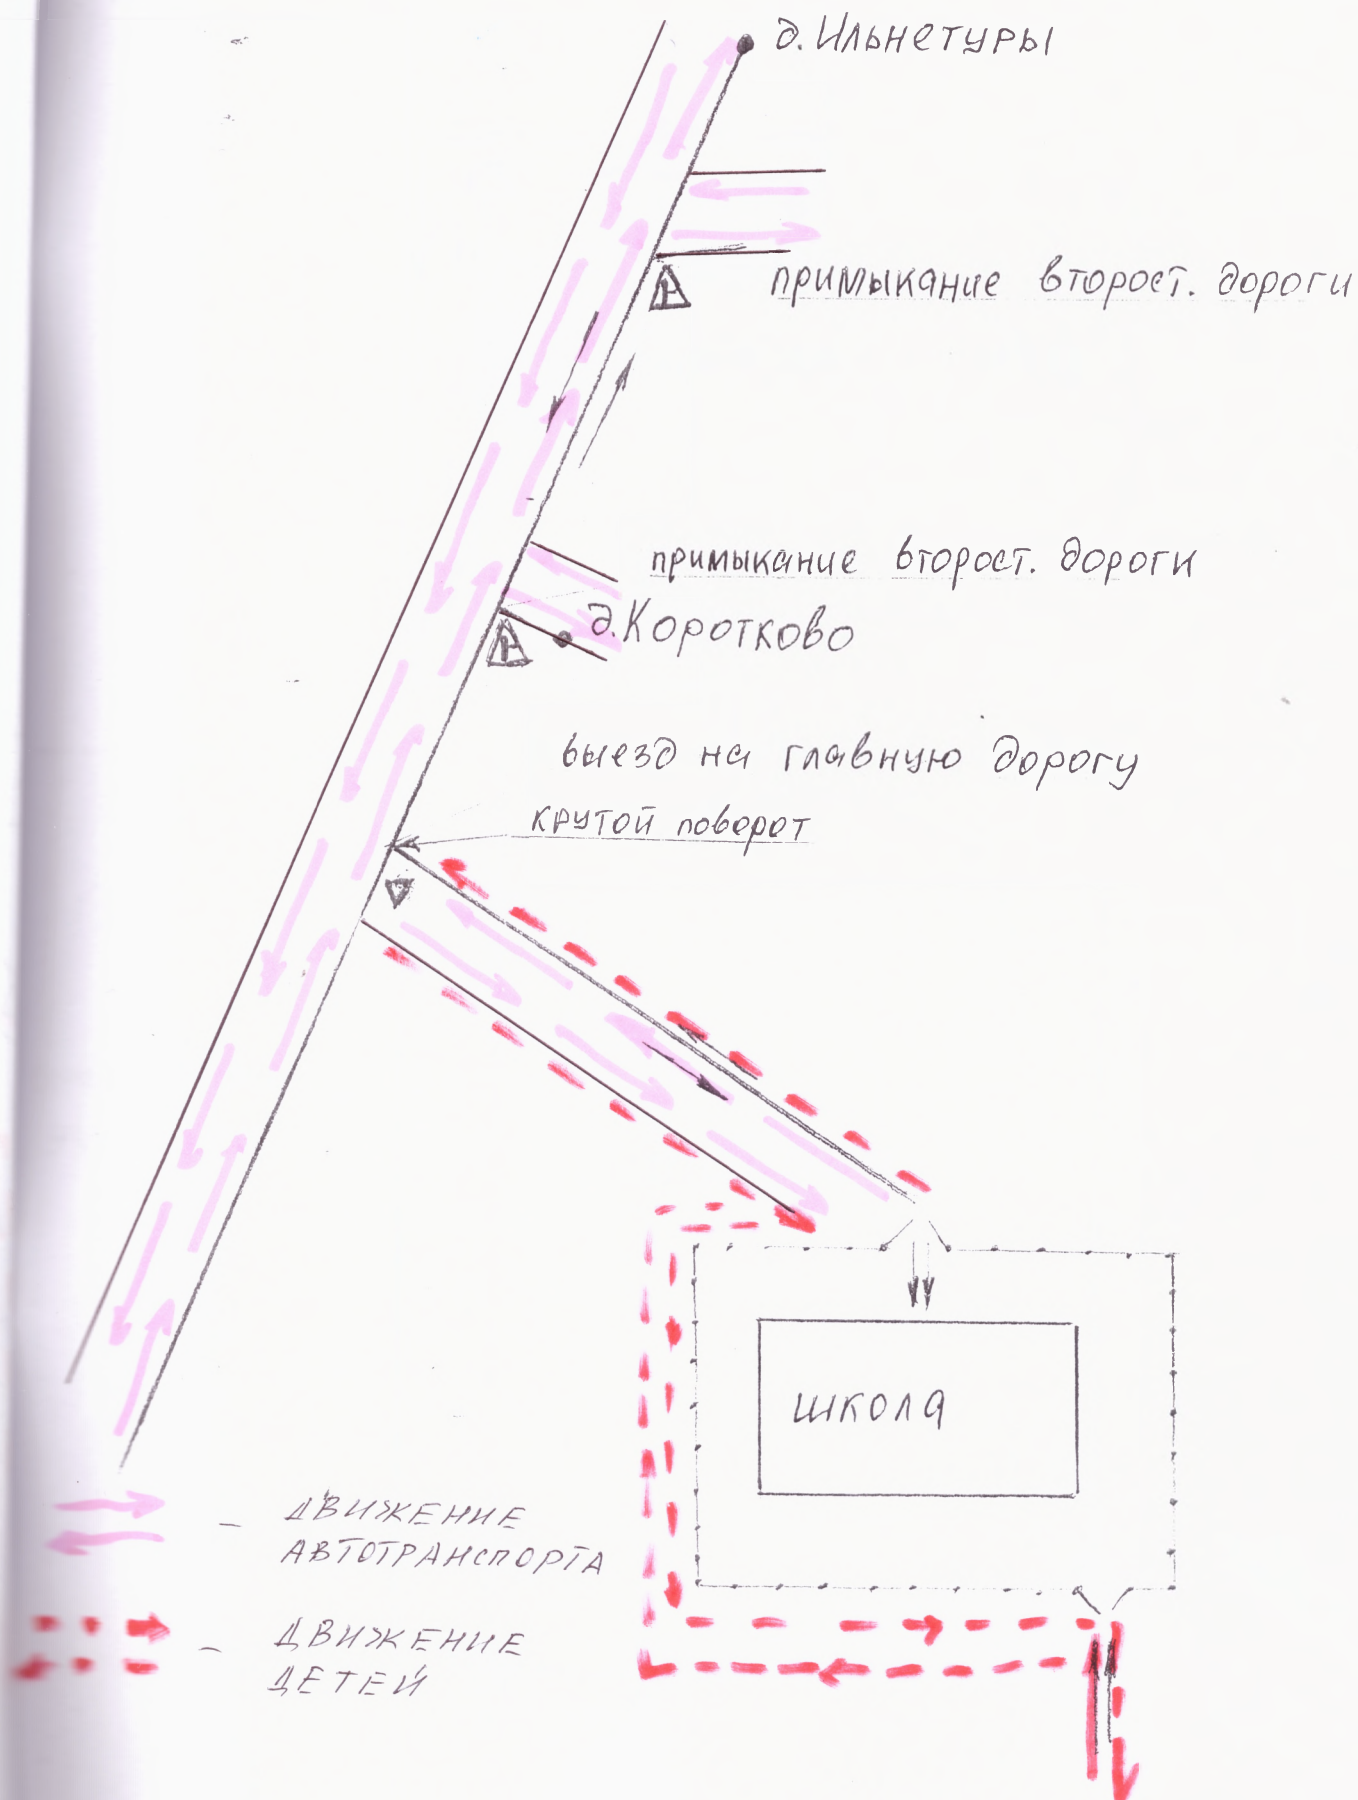 д. Ильнетуры
примыкание второст. дороги
примыкание второст. дороги
д. Коротково
выезд на главную дорогу
крутой поворот
школа
ДВИЖЕНИЕ
АВТОТРАНСПОРТА
ДВИЖЕНИЕ
ДЕТЕЙ